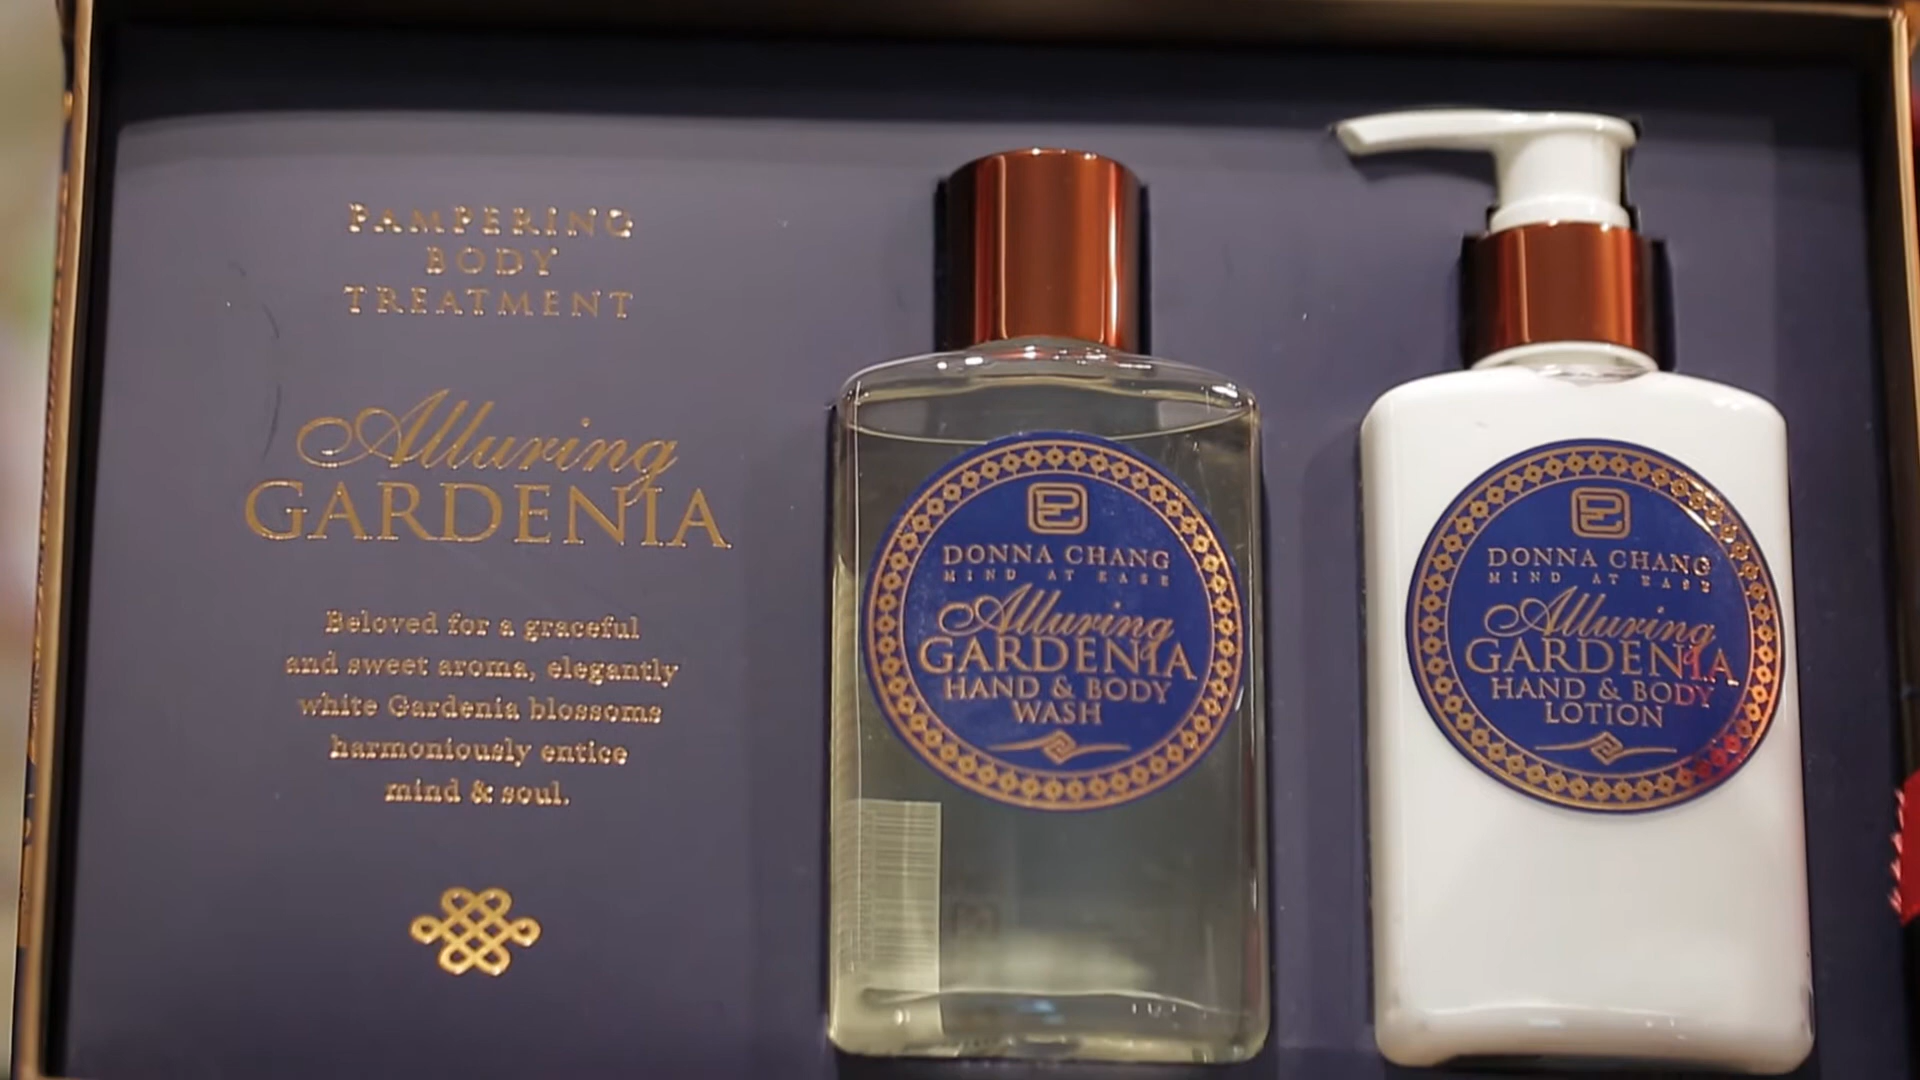 PAMPERING
BODY
TREATMENT
Alluring
GARDENIA
Beloved for a graceful
and sweet aroma, elegantly
white Gardenia blossoms
harmoniously entice
mind & soul.
DONNA CHANG
MIND AT EASE
Alluring
GARDENIA
HAND & BODY
WASH
DONNA CHANG
MIND AT EASE
Alluring
GARDENIA
HAND & BODY
LOTION